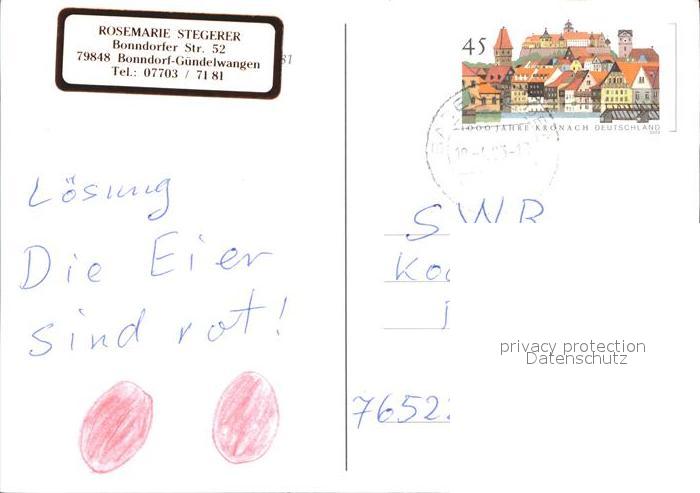 ROSEMARIE STEGERER
Bonndorfer Str. 52
79848 Bonndorf-Gündelwangen
Tel.: 07703 / 71 81
45
1000 JAHRE KRONACH DEUTSCHLAND
Lösung
Die Eier
sind rot!
SWR
7652
privacy protection
Datenschutz